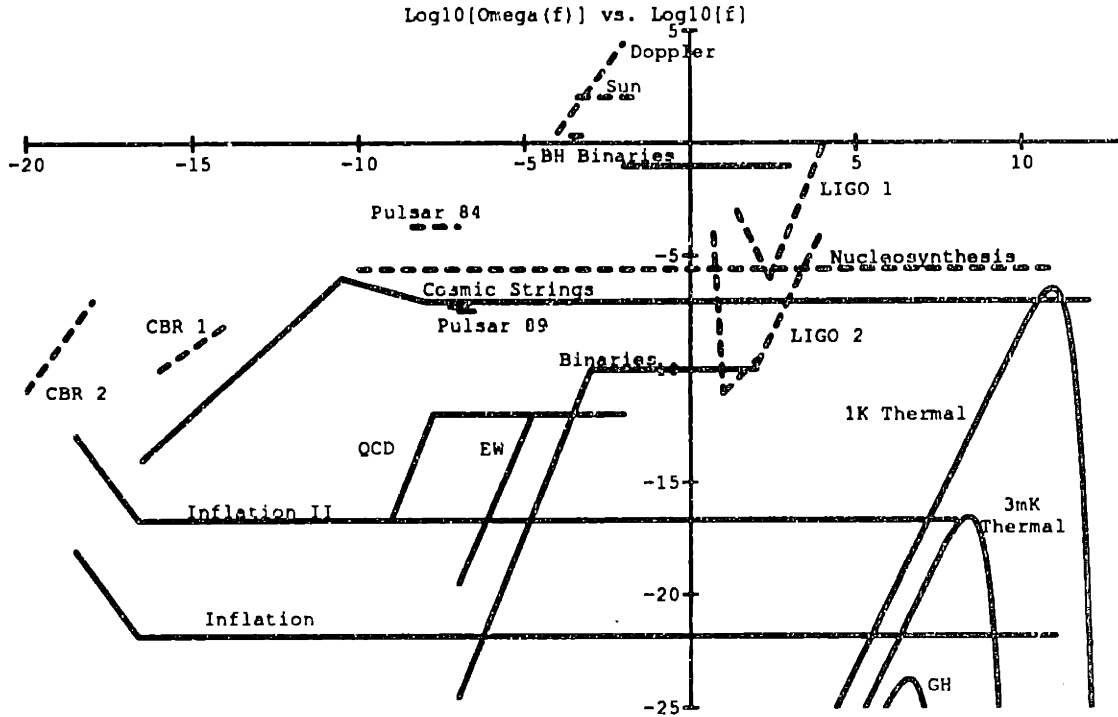 Log10[Omega(f)] vs. Log10[f]
5
Doppler
Sun
-20
-15
-10
-5
BH Binaries
5
10
LIGO 1
Pulsar 84
-5
Nucleosynthesis
Cosmic Strings
CBR 1
Pulsar 89
LIGO 2
Binaries
CBR 2
1K Thermal
QCD
EW
-15
3mK
Thermal
Inflation II
-20
Inflation
GH
-25